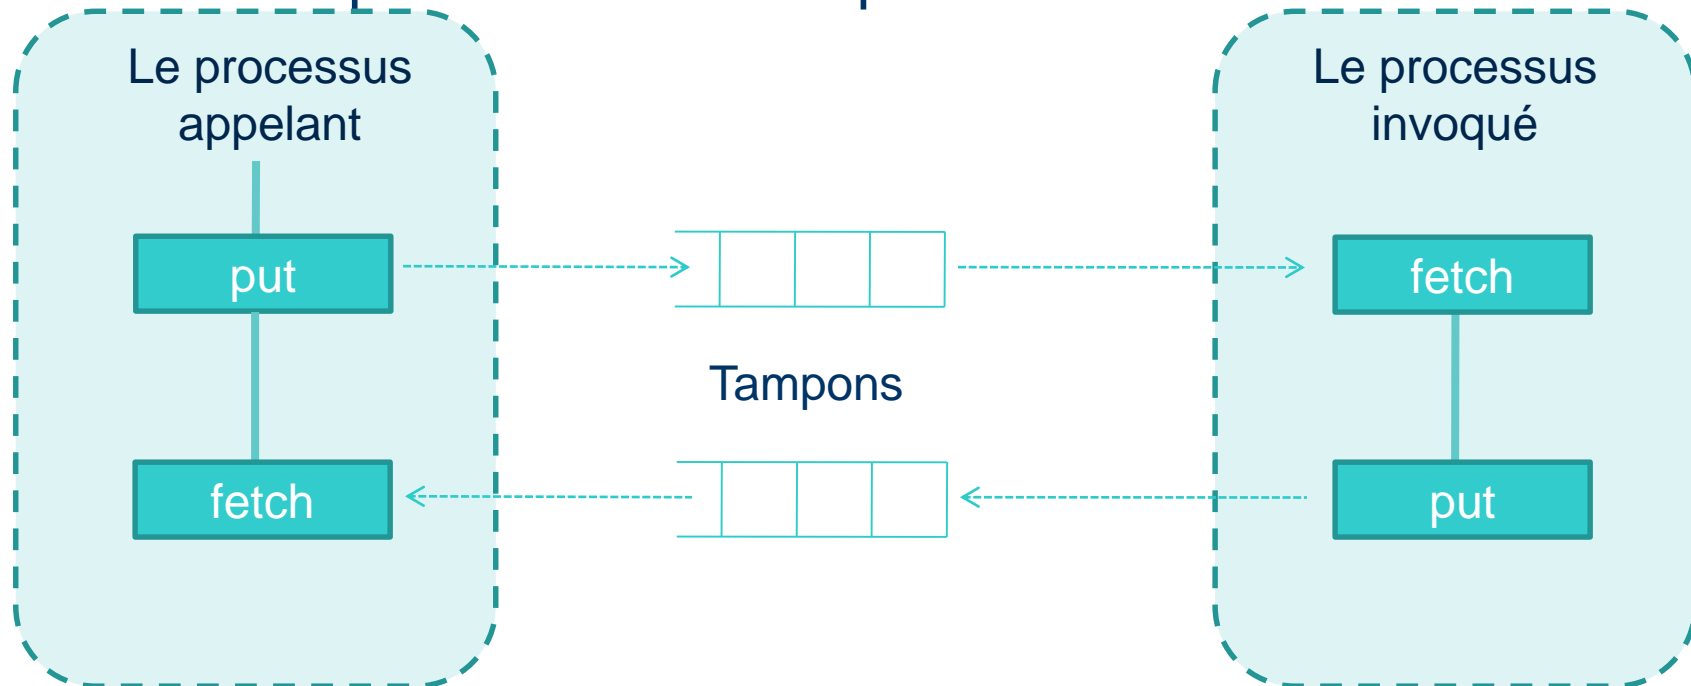 Le processus
appelant
Le processus
invoqué
put
fetch
Tampons
fetch
put